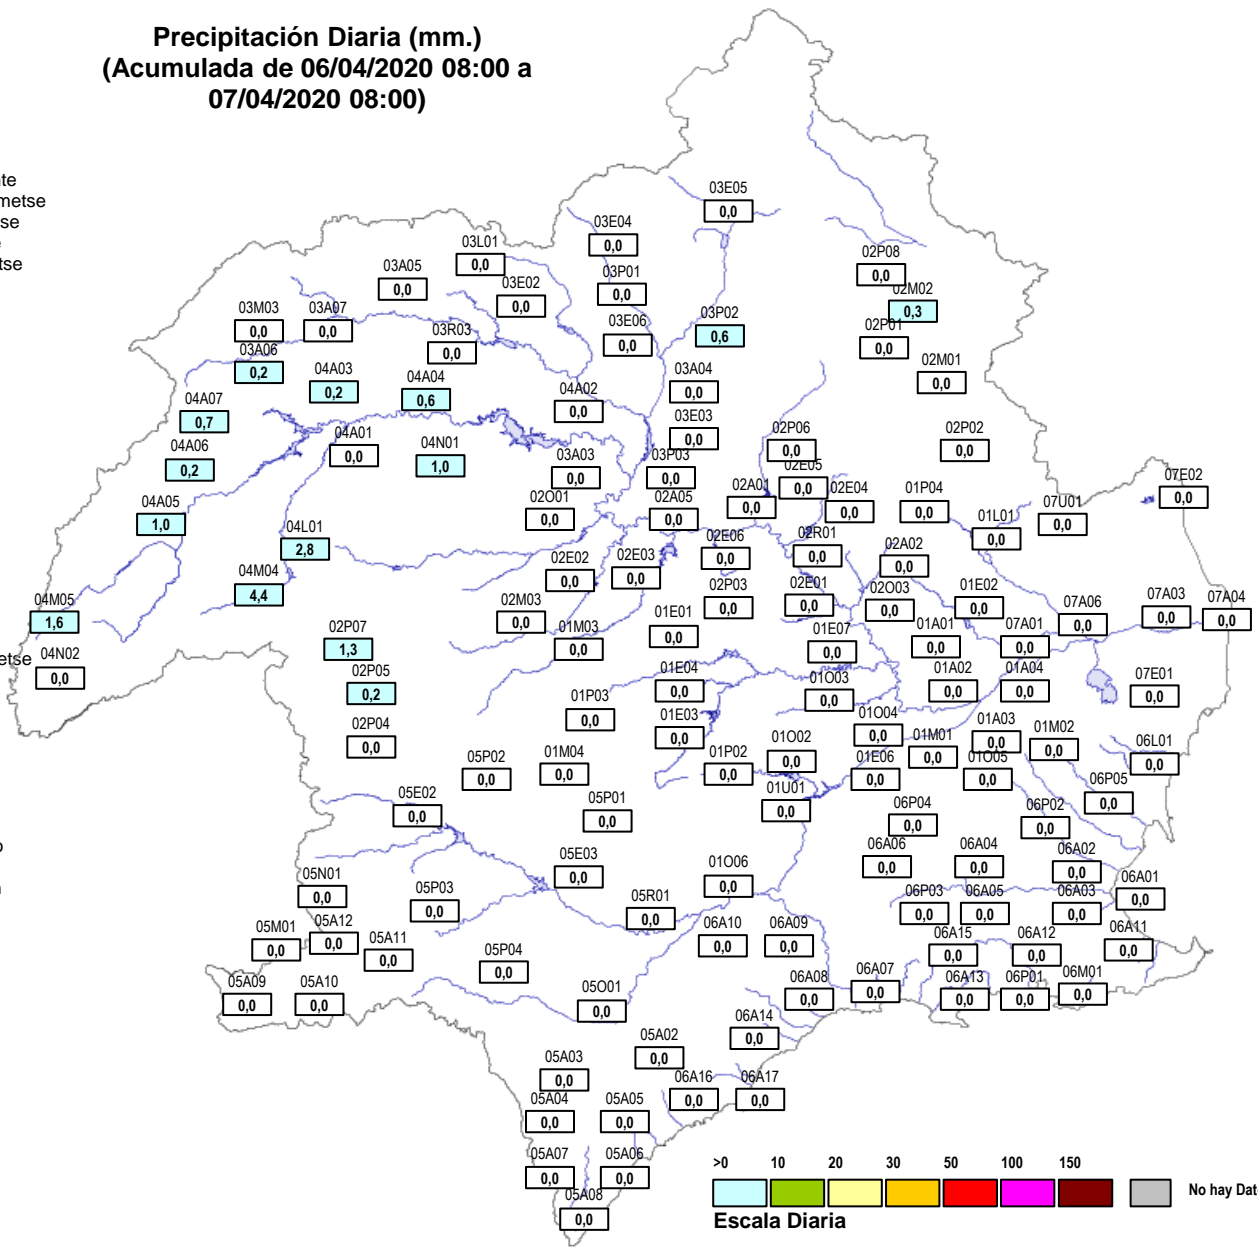 Precipitación Diaria (mm.)
(Acumulada de 06/04/2020 08:00 a
07/04/2020 08:00)
03E05
0,0
03E04
0,0
03L01
0,0
02P08
0,0
03A05
0,0
03P01
0,0
03E02
0,0
02M02
0,3
03M03
0,0
03A07
0,0
03P02
0,6
03E06
0,0
02P01
0,0
03R03
0,0
03A06
0,2
04A03
0,2
04A04
0,6
03A04
0,0
02M01
0,0
04A02
0,0
04A07
0,7
03E03
0,0
02P06
0,0
02P02
0,0
04A01
0,0
04N01
1,0
04A06
0,2
03A03
0,0
03P03
0,0
02E05
0,0
07E02
0,0
02A01
0,0
02E04
0,0
01P04
0,0
02O01
0,0
02A05
0,0
07U01
0,0
04A05
1,0
01L01
0,0
04L01
2,8
02E06
0,0
02R01
0,0
02A02
0,0
02E02
0,0
02E03
0,0
04M04
4,4
02P03
0,0
02E01
0,0
02O03
0,0
01E02
0,0
04M05
1,6
02M03
0,0
07A03
0,0
07A04
0,0
07A06
0,0
01E01
0,0
02P07
1,3
01M03
0,0
01E07
0,0
01A01
0,0
07A01
0,0
04N02
0,0
02P05
0,2
01E04
0,0
01O03
0,0
01A02
0,0
01A04
0,0
07E01
0,0
01P03
0,0
02P04
0,0
01E03
0,0
01O04
0,0
01A03
0,0
01M02
0,0
01M01
0,0
06L01
0,0
05P02
0,0
01M04
0,0
01P02
0,0
01O02
0,0
01E06
0,0
01O05
0,0
06P05
0,0
05E02
0,0
05P01
0,0
01U01
0,0
06P04
0,0
06P02
0,0
05E03
0,0
06A06
0,0
06A04
0,0
06A02
0,0
05N01
0,0
01O06
0,0
06A01
0,0
05P03
0,0
05R01
0,0
06P03
0,0
06A05
0,0
06A03
0,0
05M01
0,0
05A12
0,0
05A11
0,0
06A10
0,0
06A09
0,0
06A15
0,0
06A12
0,0
06A11
0,0
05P04
0,0
05A09
0,0
05A10
0,0
05O01
0,0
06A08
0,0
06A07
0,0
06A13
0,0
06P01
0,0
06M01
0,0
06A14
0,0
05A02
0,0
05A03
0,0
06A16
0,0
06A17
0,0
05A04
0,0
05A05
0,0
05A07
0,0
05A06
0,0
05A08
0,0
>0 10 20 30 50 100 150
No hay Dat
Escala Diaria